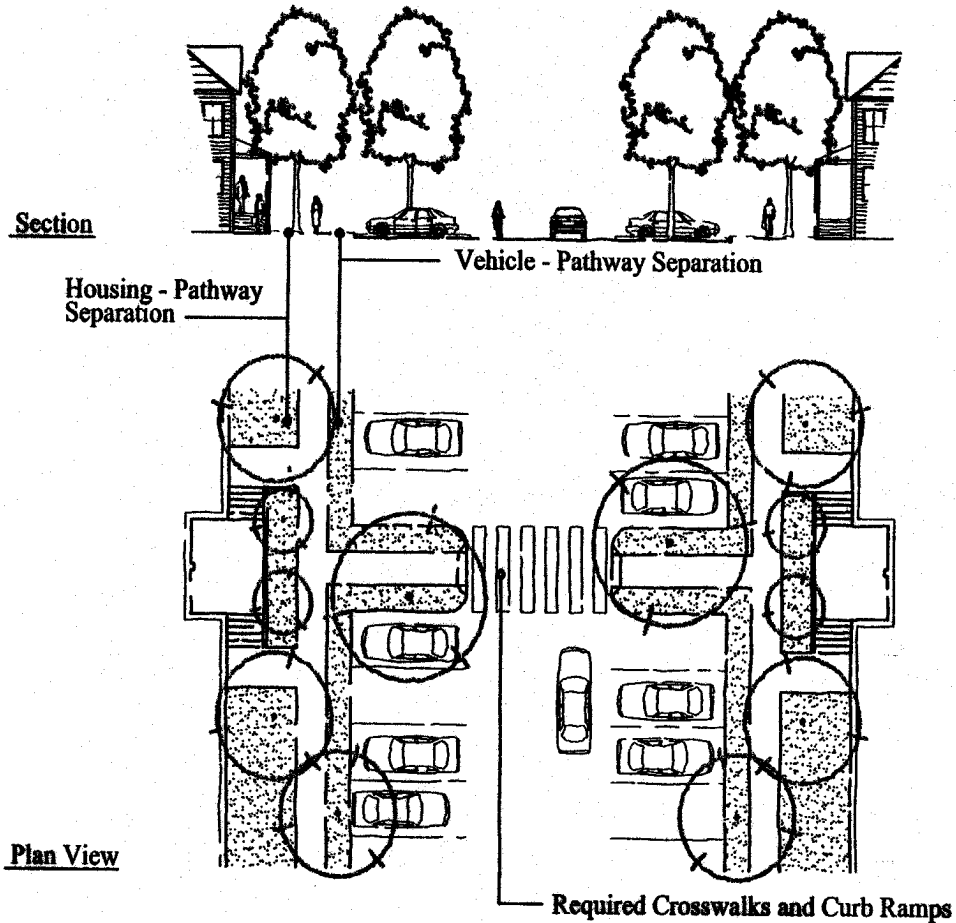 Section
Vehicle - Pathway Separation
Housing - Pathway
Separation
Plan View
Required Crosswalks and Curb Ramps